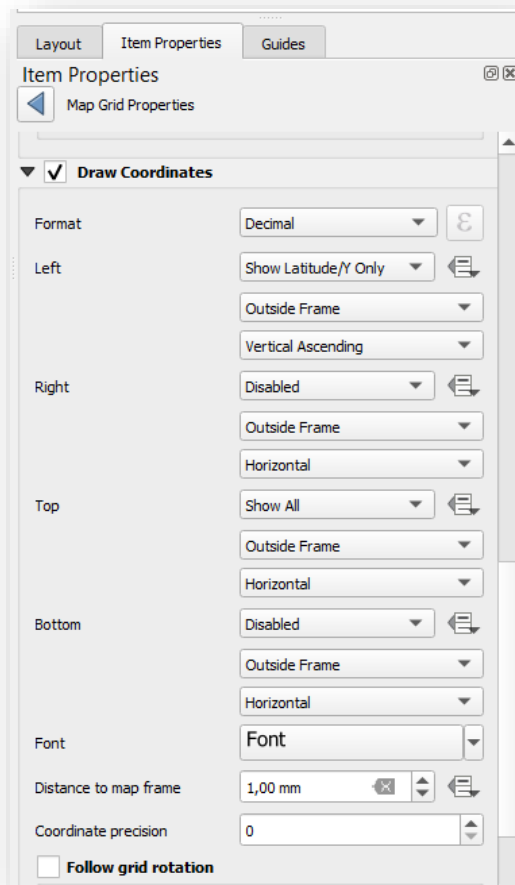 Layout Item Properties Guides
Item Properties
Map Grid Properties
Draw Coordinates
Format Decimal ε
Left Show Latitude/Y Only
Outside Frame
Vertical Ascending
Right Disabled
Outside Frame
Horizontal
Top Show All
Outside Frame
Horizontal
Bottom Disabled
Outside Frame
Horizontal
Font Font
Distance to map frame 1,00 mm
Coordinate precision 0
Follow grid rotation